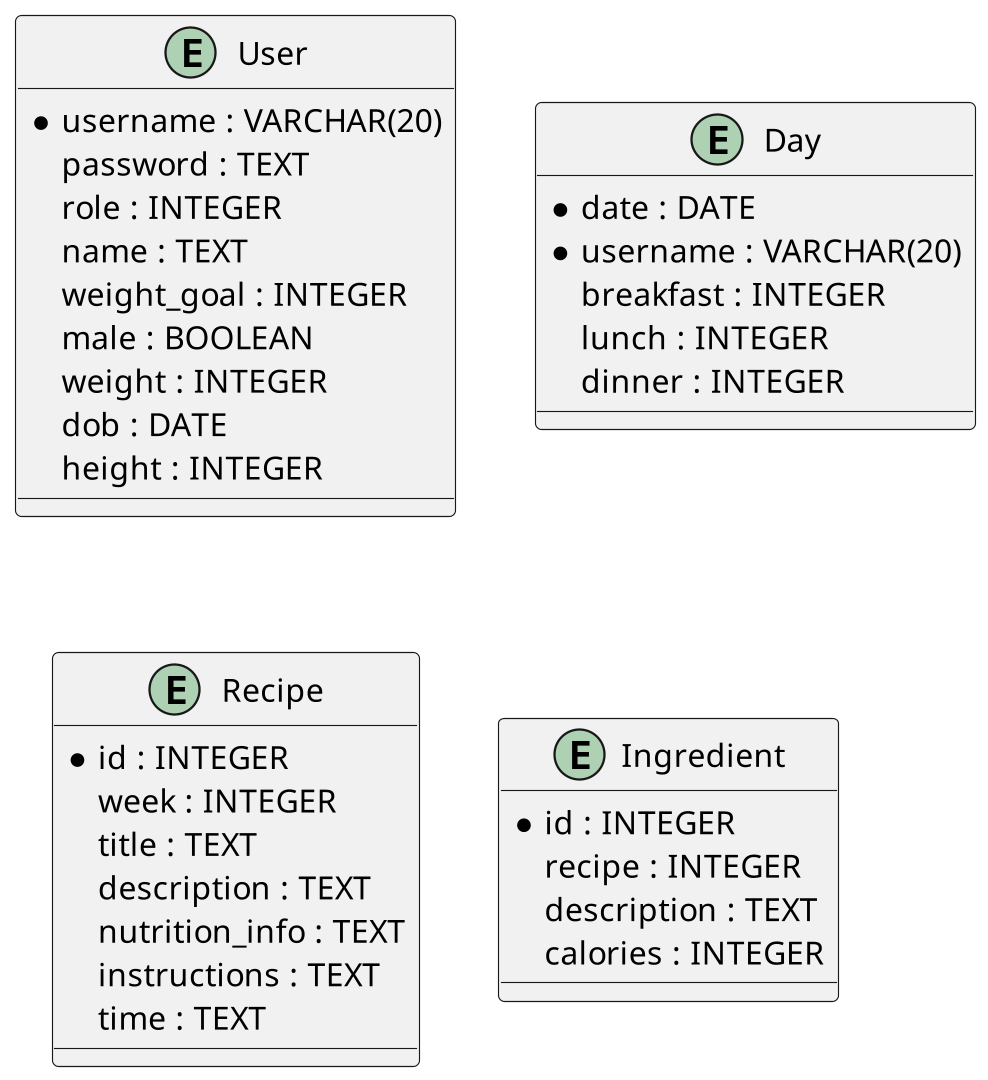 E User
* username : VARCHAR(20)
password : TEXT
role : INTEGER
name : TEXT
weight_goal : INTEGER
male : BOOLEAN
weight : INTEGER
dob : DATE
height : INTEGER
E Day
* date : DATE
* username : VARCHAR(20)
breakfast : INTEGER
lunch : INTEGER
dinner : INTEGER
E Recipe
* id : INTEGER
week : INTEGER
title : TEXT
description : TEXT
nutrition_info : TEXT
instructions : TEXT
time : TEXT
E Ingredient
* id : INTEGER
recipe : INTEGER
description : TEXT
calories : INTEGER